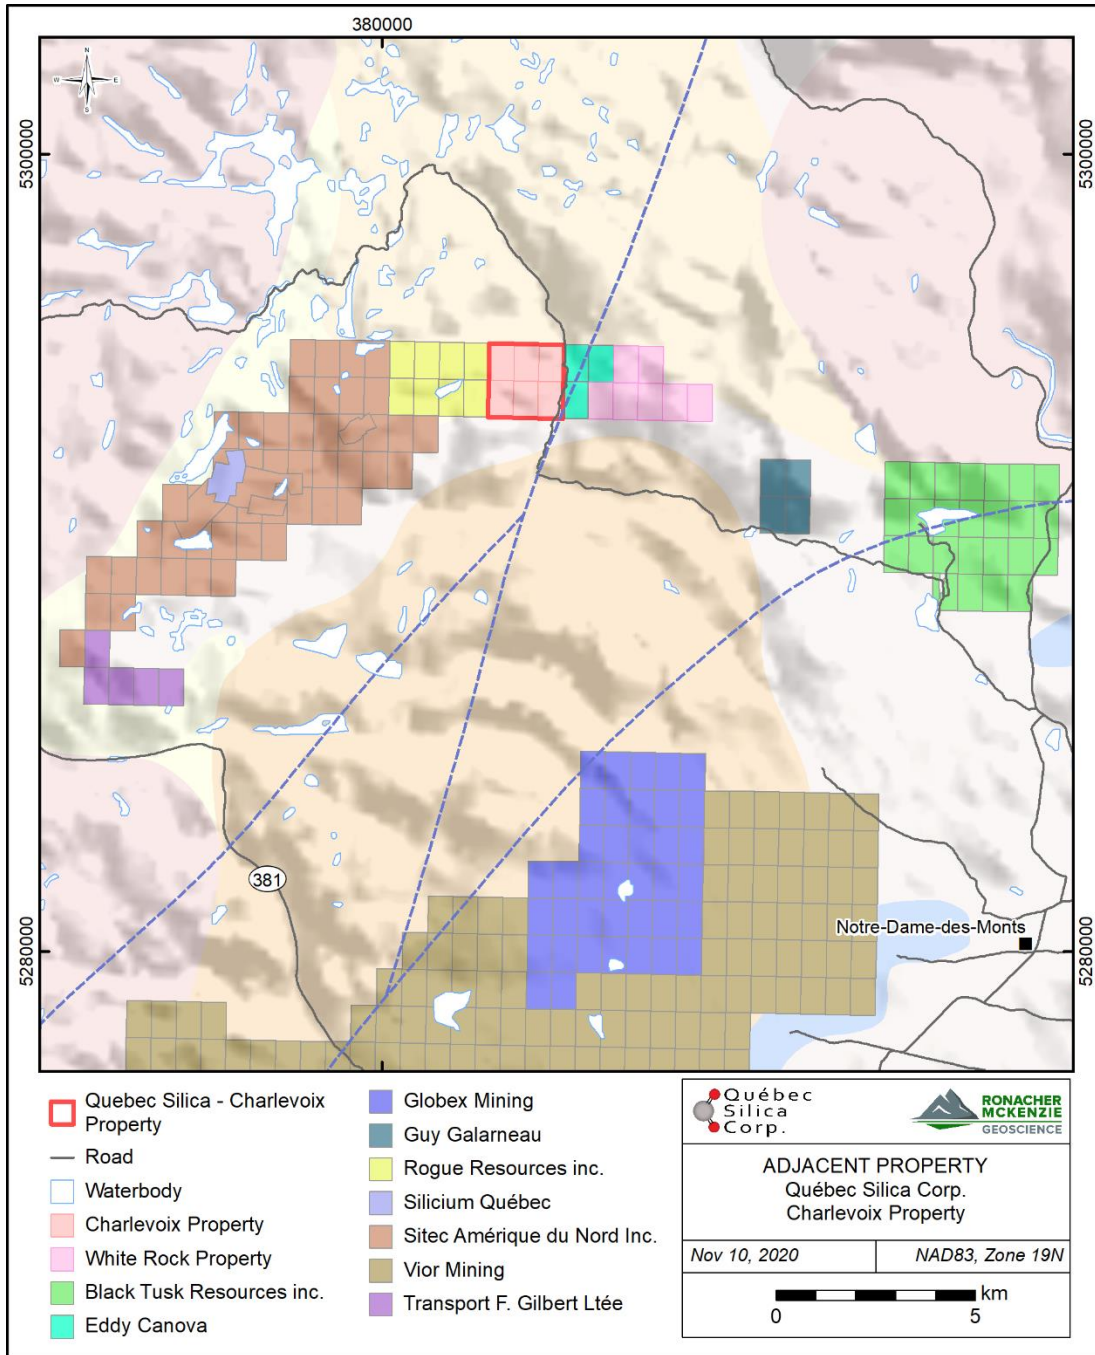 380000
N
W E
S
5300000
5300000
381
Notre-Dame-des-Monts
5280000
5280000
Quebec Silica - Charlevoix
Property
Road
Waterbody
Charlevoix Property
White Rock Property
Black Tusk Resources inc.
Eddy Canova
Globex Mining
Guy Galarneau
Rogue Resources inc.
Silicium Québec
Sitec Amérique du Nord Inc.
Vior Mining
Transport F. Gilbert Ltée
Québec
Silica
Corp.
RONACHER
MCKENZIE
GEOSCIENCE
ADJACENT PROPERTY
Québec Silica Corp.
Charlevoix Property
Nov 10, 2020
NAD83, Zone 19N
km
0 5